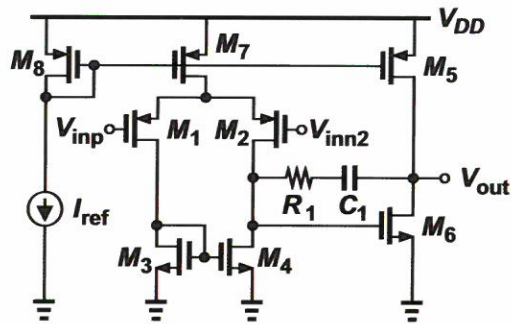 V_DD
M_8
M_7
M_5
V_inp
M_1
M_2
V_inn2
I_ref
R_1
C_1
V_out
M_6
M_3
M_4